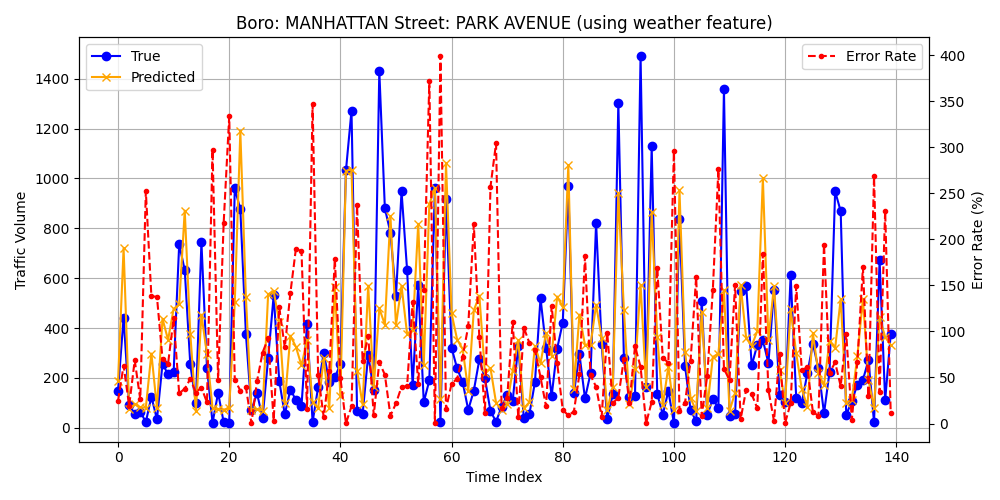 Boro: MANHATTAN Street: PARK AVENUE (using weather feature)
True
Predicted
Error Rate
Traffic Volume
1400
1200
1000
800
600
400
200
0
400
350
300
250
200
150
100
50
0
Error Rate (%)
0 20 40 60 80 100 120 140
Time Index